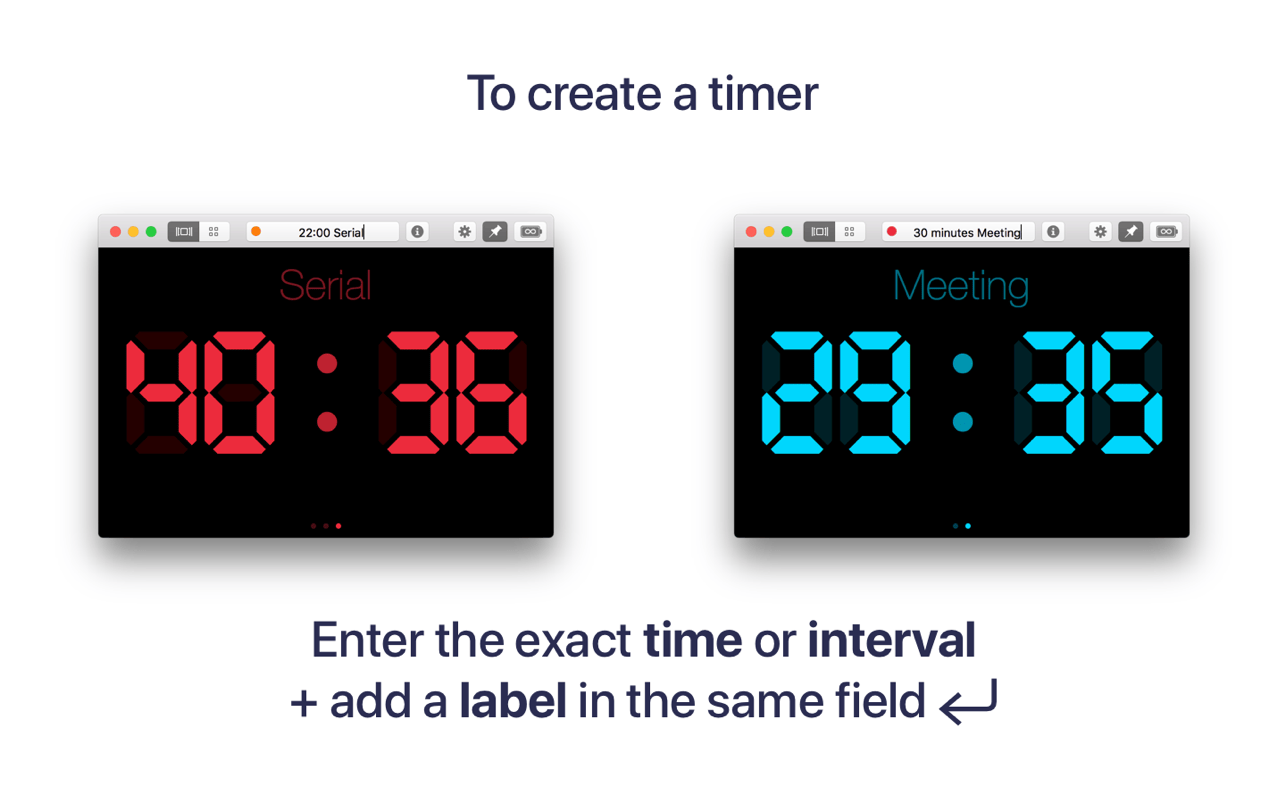 To create a timer
22:00 Serial
Serial
40:36
30 minutes Meeting
Meeting
29:35
Enter the exact time or interval
+ add a label in the same field